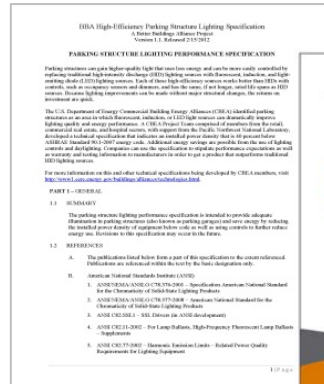 BBA High-Efficiency Parking Structure Lighting Specification
A Better Buildings Alliance Project
Version 1.1, Released 2/15/2012
PARKING STRUCTURE LIGHTING PERFORMANCE SPECIFICATION
Parking structures can gain higher-quality light that uses less energy and can be more easily controlled by
replacing traditional high-intensity discharge (HID) lighting sources with fluorescent, induction, and light-
emitting diode (LED) lighting sources. Each of these high-efficiency sources works better than HIDs with
controls, such as occupancy sensors and dimmers, and has the same, if not longer, rated life spans as HID
sources. Because lighting improvements can be made without major structural changes, the returns on
investment are quick.
The U.S. Department of Energy Commercial Building Energy Alliances (CBEA) identified parking
structures as an area in which fluorescent, induction, or LED light sources can dramatically improve
lighting quality and energy performance. A CBEA Project Team comprised of members from the retail,
commercial real estate, and hospital sectors, with support from the Pacific Northwest National Laboratory,
developed a technical specification that indicates an installed power density that is 40 percent below
ASHRAE Standard 90.1-2007 energy code. Additional energy savings are possible from the use of lighting
controls and daylighting. Companies can use the specification to stipulate performance expectations as well
as warranty and testing information to manufacturers in order to get a product that outperforms traditional
HID lighting sources.
For more information on this and other technical specifications being developed by CBEA members, visit
http://www1.eere.energy.gov/buildings/alliances/technologies.html.
PART 1 – GENERAL
1.1 SUMMARY
The parking structure lighting performance specification is intended to provide adequate
illumination in parking structures (also known as parking garages) and save energy by reducing
the installed power density of equipment below code as well as using controls to further reduce
energy use. Revisions to this specification may occur in the future.
1.2 REFERENCES
A. The publications listed below form a part of this specification to the extent referenced.
Publications are referenced within the text by the basic designation only.
B. American National Standards Institute (ANSI)
1. ANSI/NEMA/ANSLG C78.376-2001 – Specification American National Standard for
the Chromaticity of Solid-State Lighting Products
2. ANSI/NEMA/ANSLG C78.377-2008 – American National Standard for the
Chromaticity of Solid-State Lighting Products
3. ANSI C82.SSL1 – SSL Drivers (in ANSI development)
4. ANSI C82.11-2002 – For Lamp Ballasts, High-Frequency Fluorescent Lamp Ballasts
– Supplements
5. ANSI C82.77-2002 – Harmonic Emission Limits – Related Power Quality
Requirements for Lighting Equipment
1 | P a g e